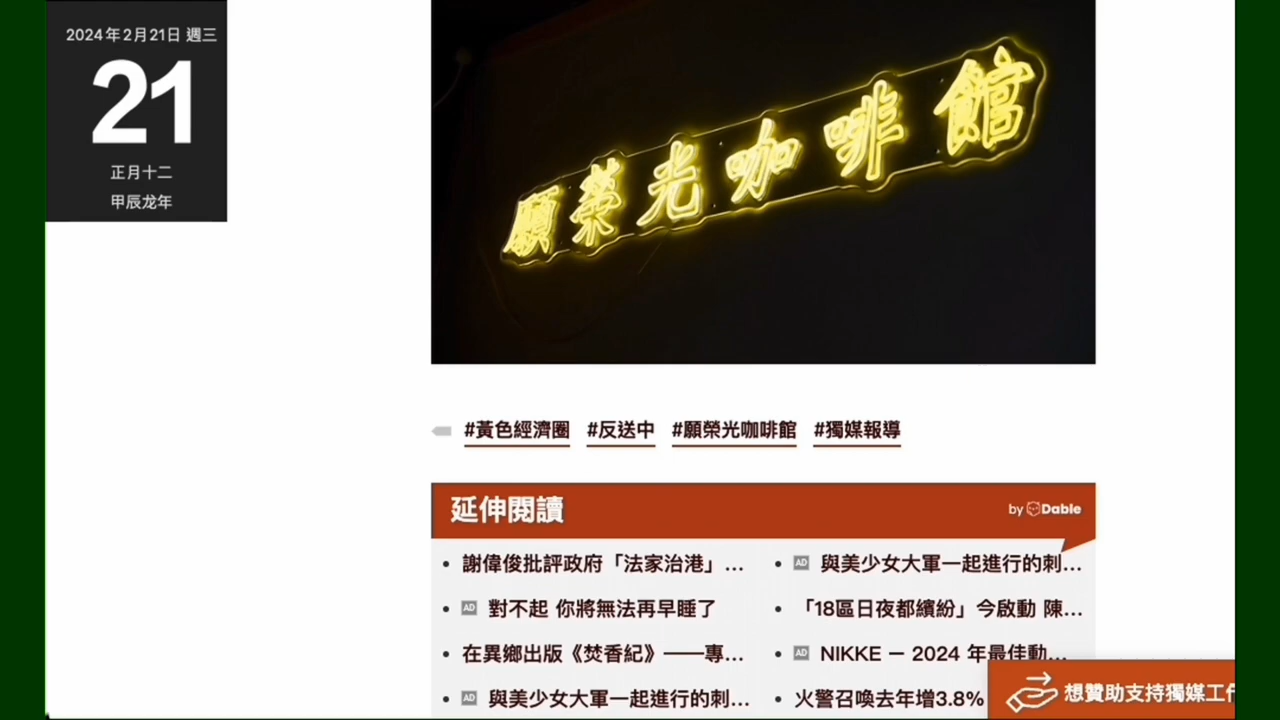 2024年2月21日 週三
21
正月十二
甲辰龙年
願榮光咖啡館
#黃色經濟圈 #反送中 #願榮光咖啡館 #獨媒報導
延伸閱讀
by Dable
謝偉俊批評政府「法家治港」...
AD 與美少女大軍一起進行的刺...
AD 對不起 你將無法再早睡了
「18區日夜都繽紛」今啟動 陳...
在異鄉出版《焚香紀》——專...
AD NIKKE — 2024 年最佳動...
AD 與美少女大軍一起進行的刺...
火警召喚去年增3.8%
想贊助支持獨媒工作